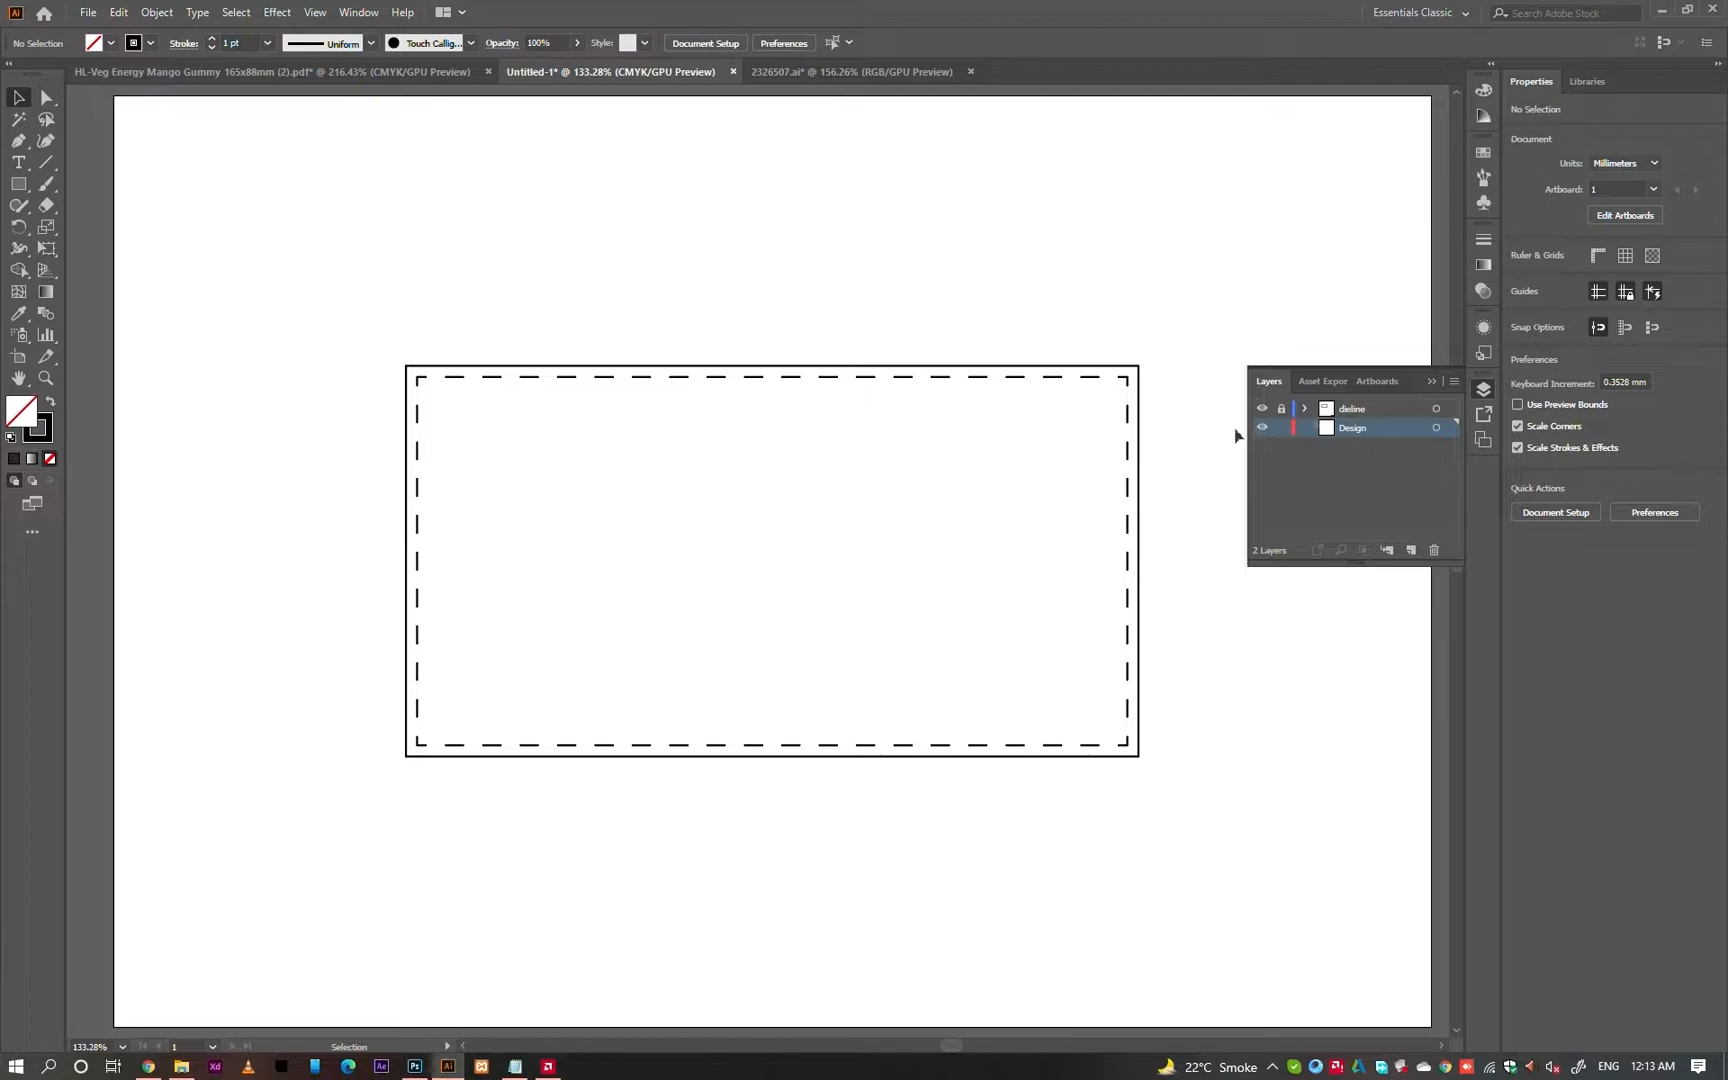 Ai File Edit Object Type Select Effect View Window Help Essentials Classic Search Adobe Stock
No Selection Stroke: 1 pt Uniform Touch Callig... Opacity: 100% Style: Document Setup Preferences
HL-Veg Energy Mango Gummy 165x88mm (2).pdf* @ 216.43% (CMYK/GPU Preview) Untitled-1* @ 133.28% (CMYK/GPU Preview) 2326507.ai* @ 156.26% (RGB/GPU Preview)
Properties Libraries
No Selection
Document
Units: Millimeters
Artboard: 1
Edit Artboards
Ruler & Grids
Guides
Snap Options
Preferences
Keyboard Increment: 0.3528 mm
Use Preview Bounds
Scale Corners
Scale Strokes & Effects
Quick Actions
Document Setup Preferences
Layers Asset Expor Artboards
dieline
Design
2 Layers
133.28% 1 Selection
Xd Ae Ps Ai 22°C Smoke ENG 12:13 AM